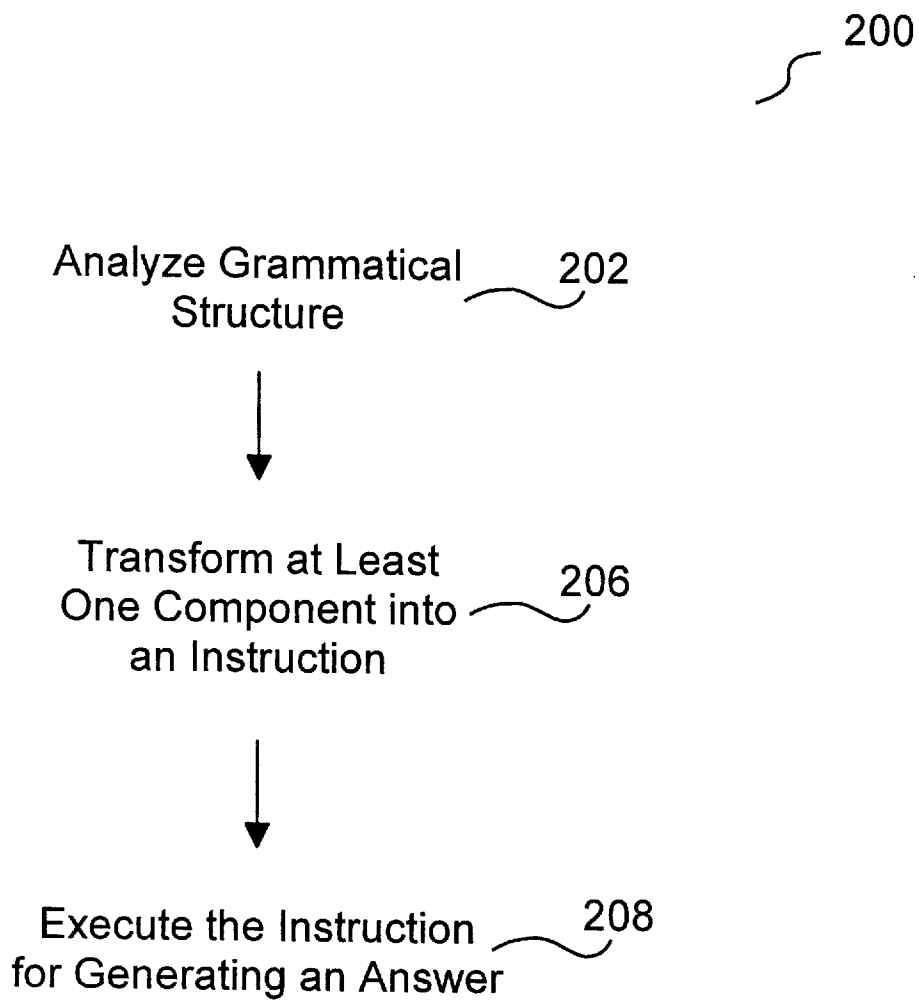 200
Analyze Grammatical 202
Structure
Transform at Least
One Component into 206
an Instruction
Execute the Instruction 208
for Generating an Answer